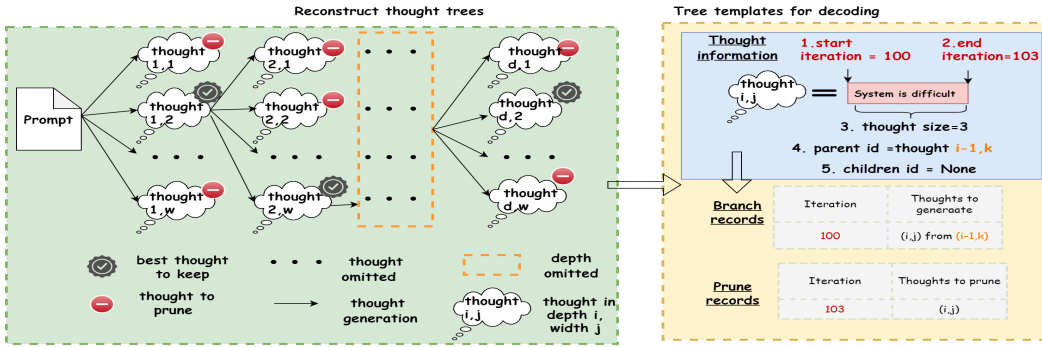 Reconstruct thought trees
Prompt
thought
1,1
thought
1,2
thought
1,w
thought
2,1
thought
2,2
thought
2,w
thought
d,1
thought
d,2
thought
d,w
best thought
to keep
thought to
prune
thought
omitted
thought
generation
depth
omitted
thought
i,j
thought in
depth i,
width j
Tree templates for decoding
Thought
information
1.start
iteration = 100
2.end
iteration=103
thought
i,j
System is difficult
3. thought size=3
4. parent id =thought i-1,k
5. children id = None
Branch
records
Iteration
Thoughts to
generaate
100
(i,j) from (i-1,k)
Prune
records
Iteration
Thoughts to prune
103
(i,j)